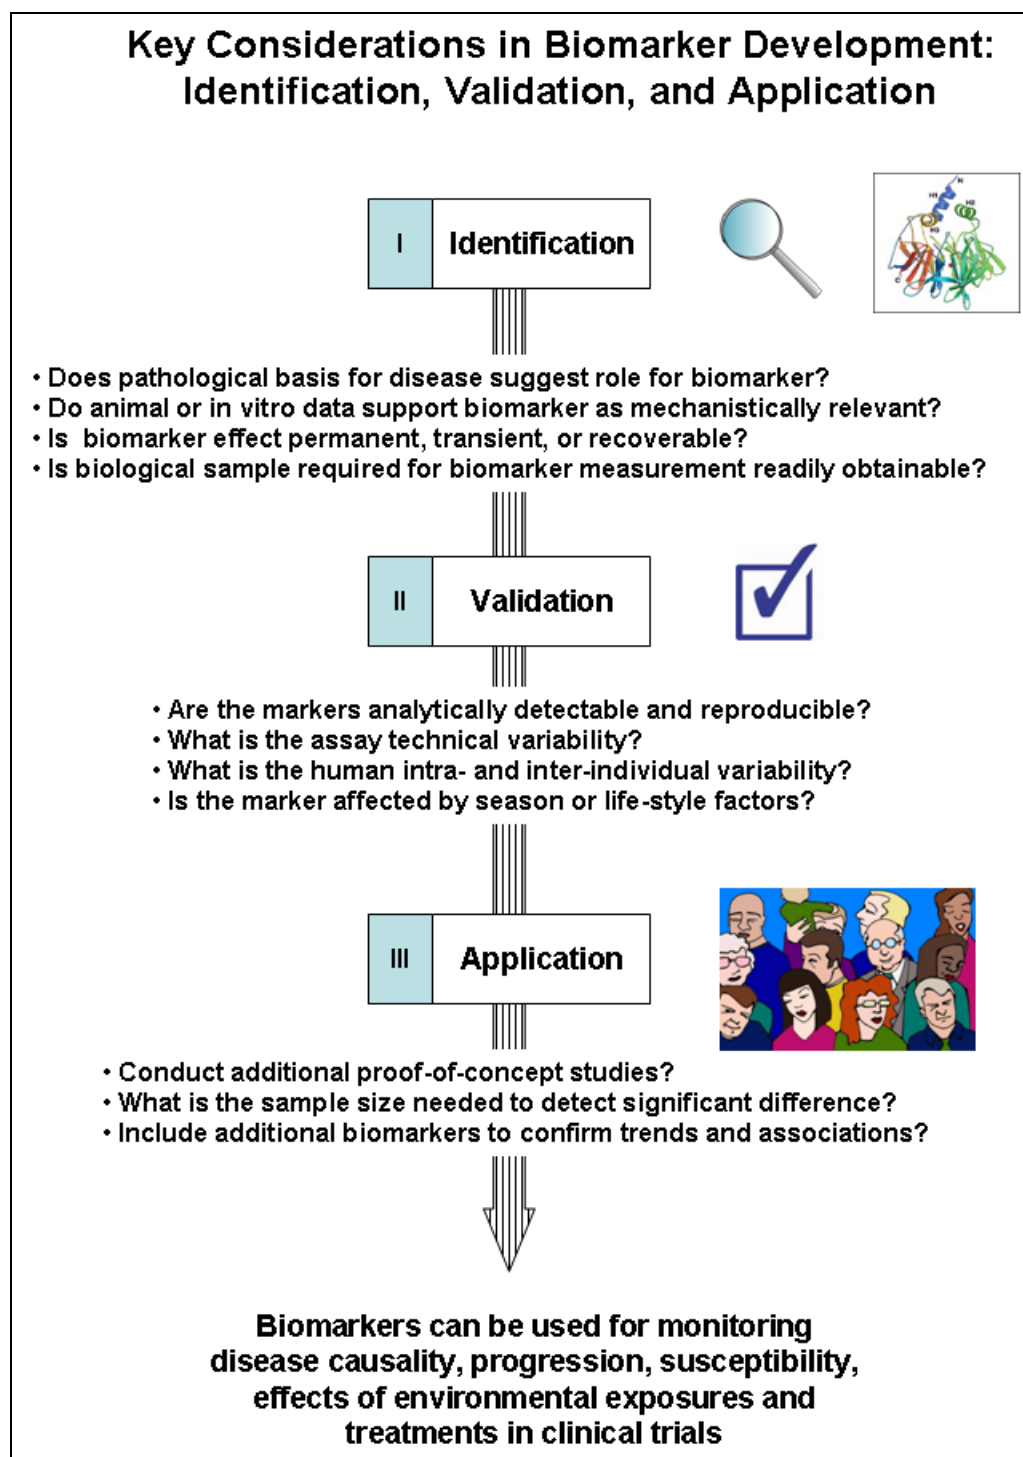 Key Considerations in Biomarker Development:
Identification, Validation, and Application
I Identification
N
H1
H2
H3
C
• Does pathological basis for disease suggest role for biomarker?
• Do animal or in vitro data support biomarker as mechanistically relevant?
• Is biomarker effect permanent, transient, or recoverable?
• Is biological sample required for biomarker measurement readily obtainable?
II Validation
• Are the markers analytically detectable and reproducible?
• What is the assay technical variability?
• What is the human intra- and inter-individual variability?
• Is the marker affected by season or life-style factors?
III Application
• Conduct additional proof-of-concept studies?
• What is the sample size needed to detect significant difference?
• Include additional biomarkers to confirm trends and associations?
Biomarkers can be used for monitoring
disease causality, progression, susceptibility,
effects of environmental exposures and
treatments in clinical trials